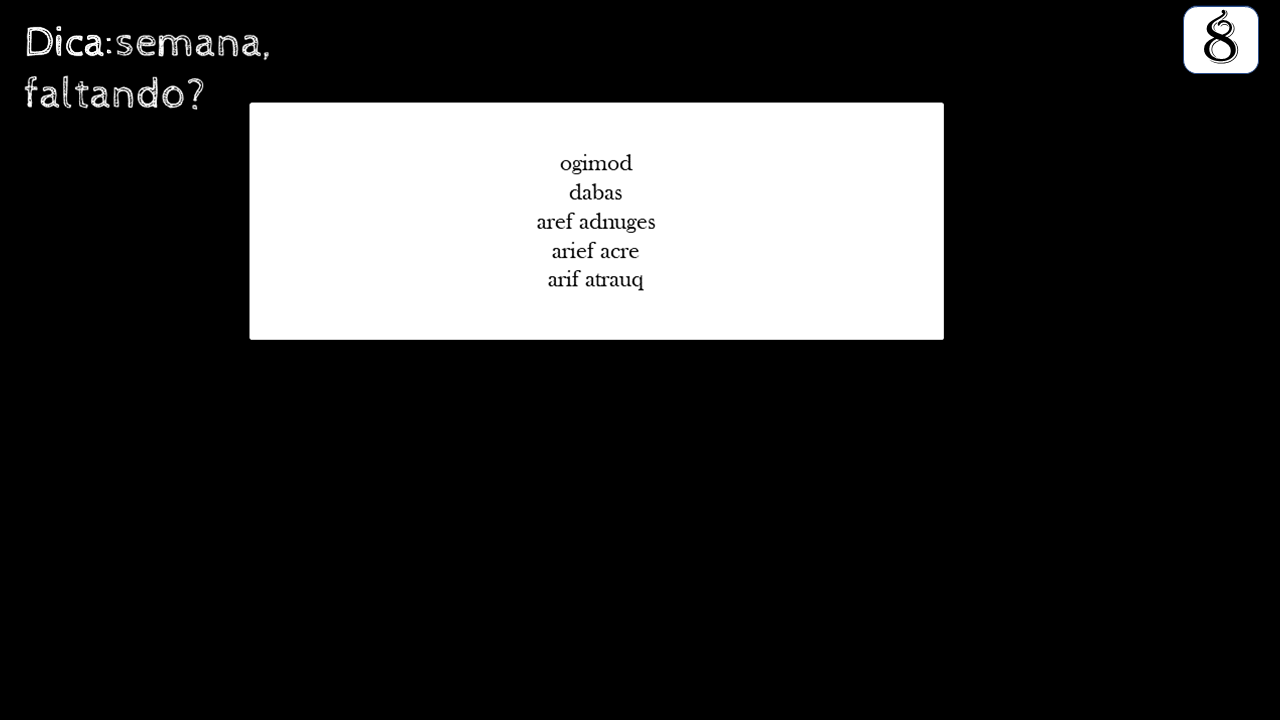 Dica:semana,
faltando?
8
ogimod
dabas
aref adnuges
arief acre
arif atrauq